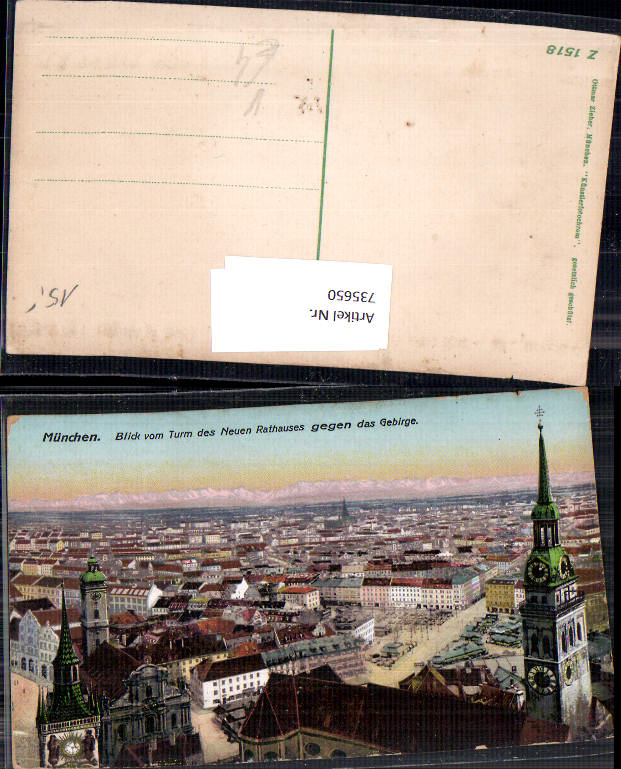 Z 1518
Ottmar Zieher, München. "Künstlerfotochrom", gesetzlich geschützt.
Artikel Nr.
735650
15,-
München. Blick vom Turm des Neuen Rathauses gegen das Gebirge.